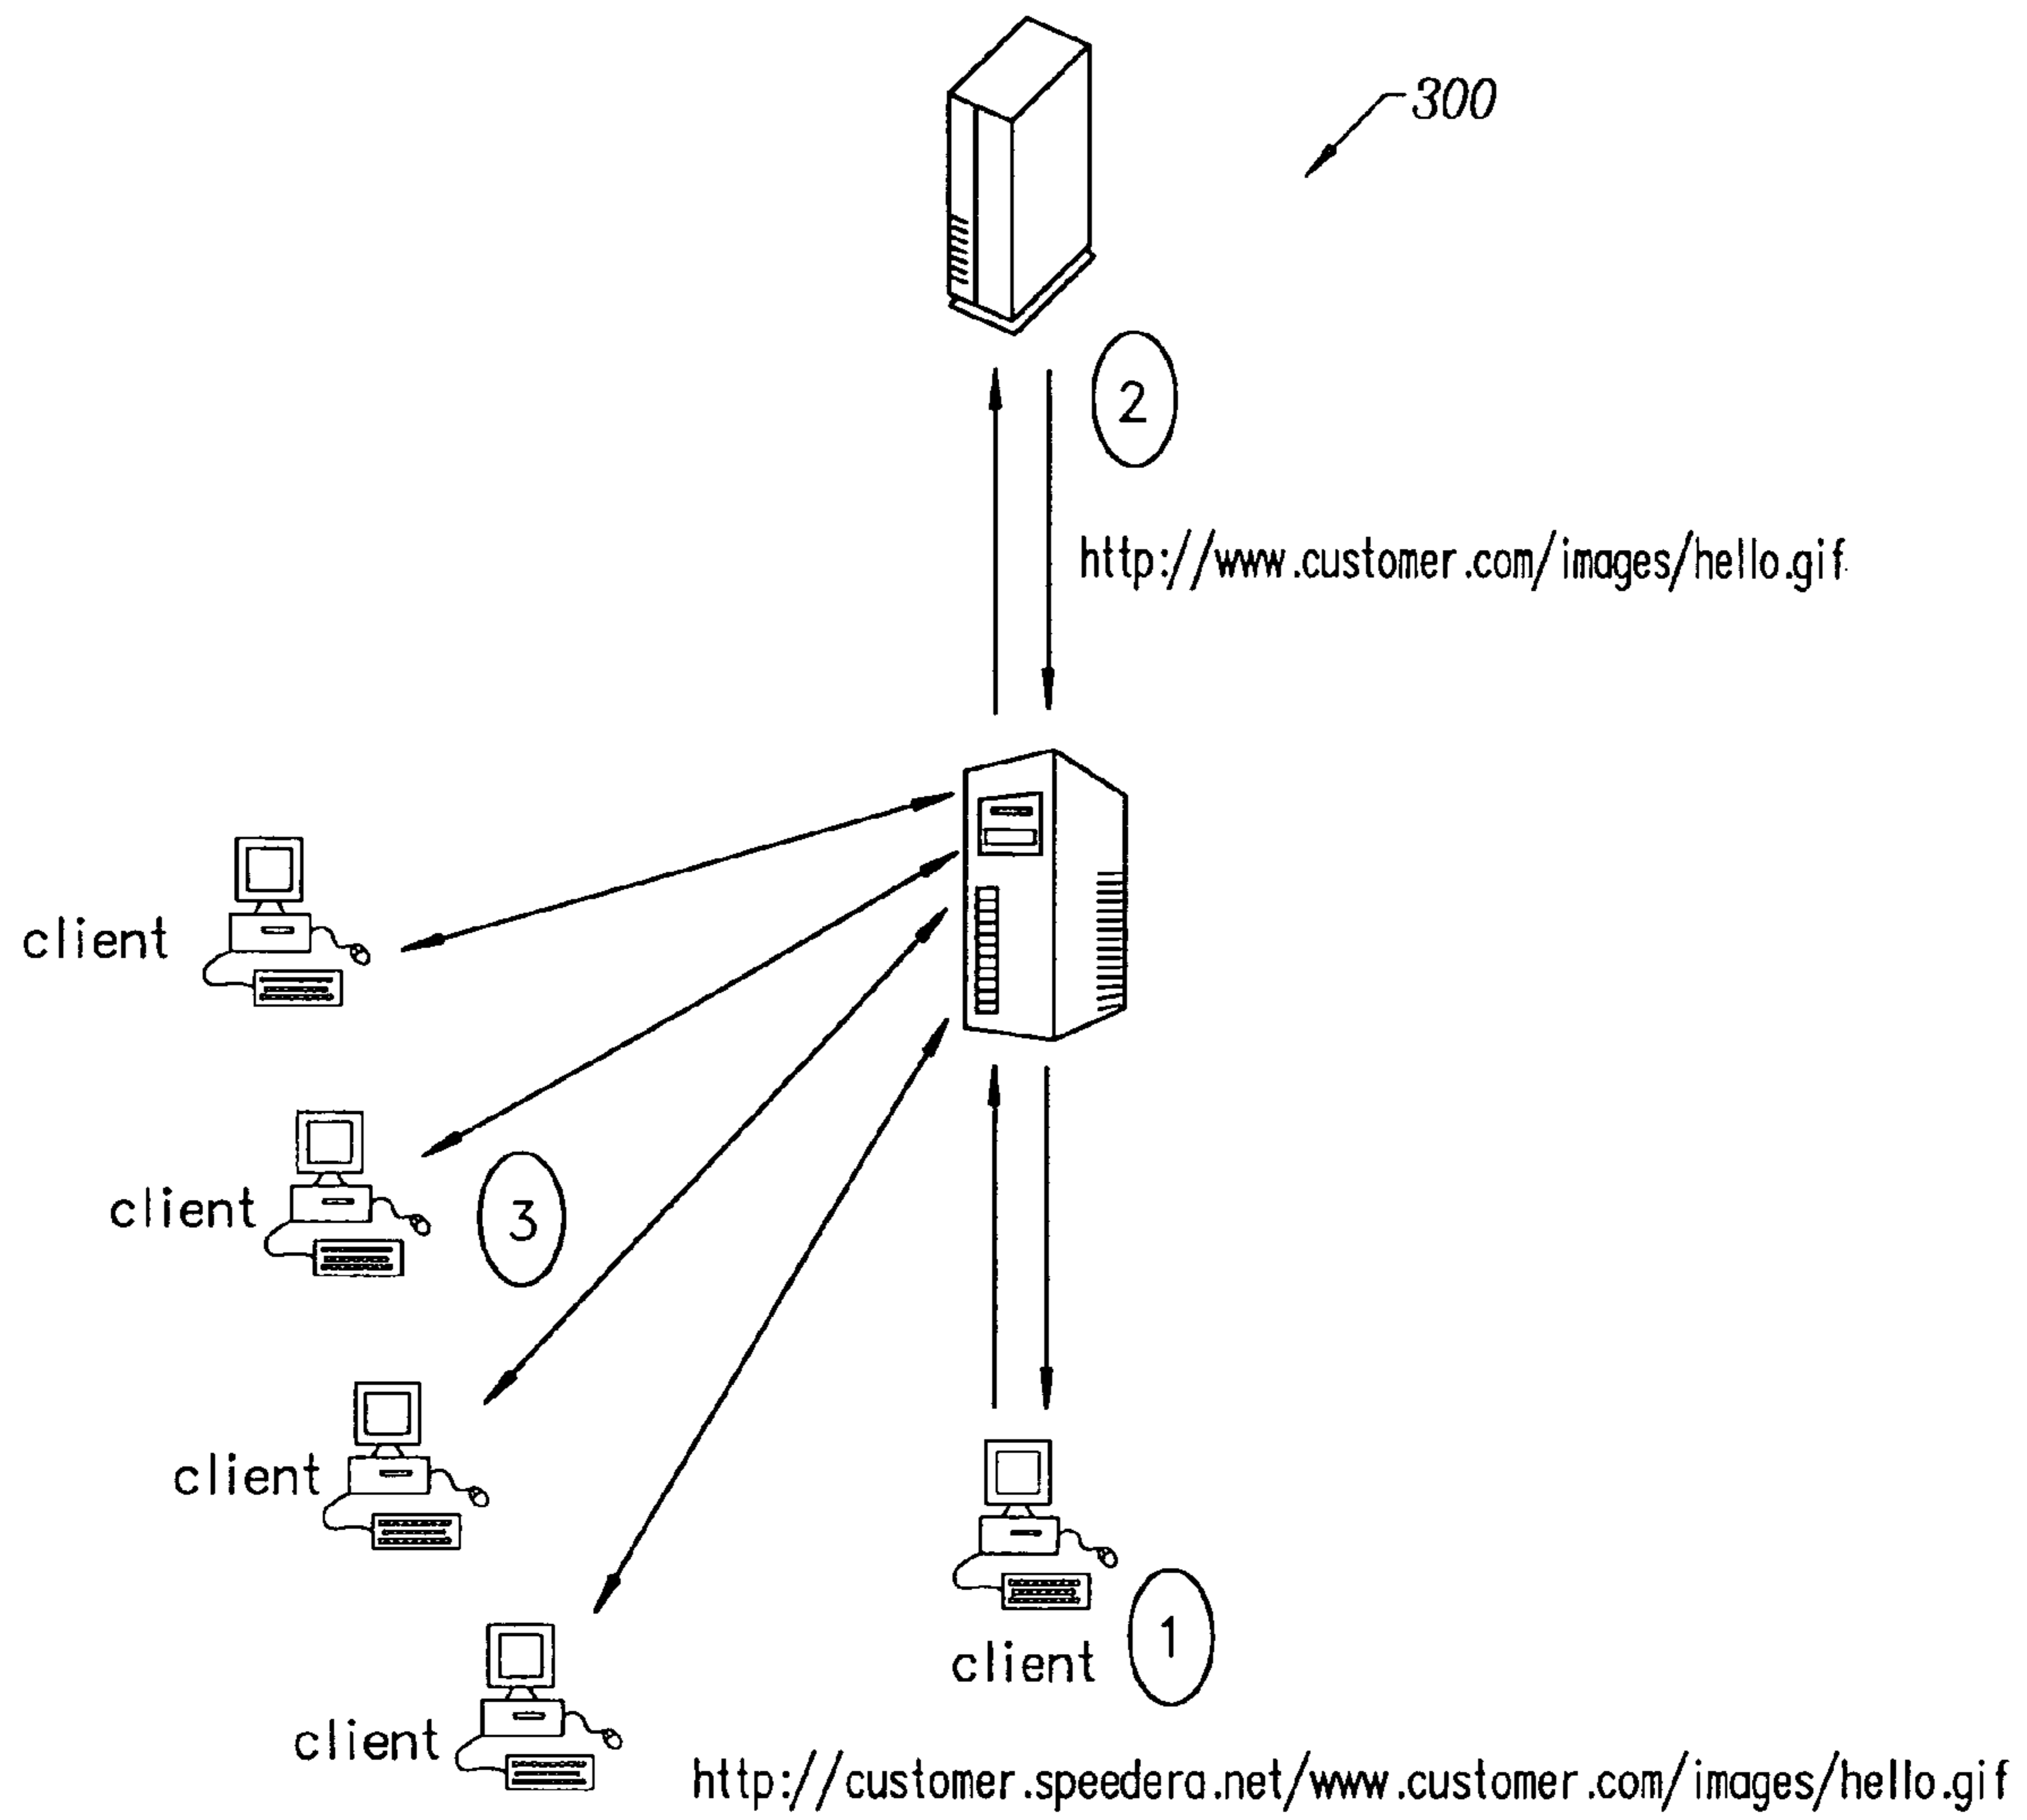 300
2
http://www.customer.com/images/hello.gif
client
client
3
client
client
1
client
http://customer.speedera.net/www.customer.com/images/hello.gif